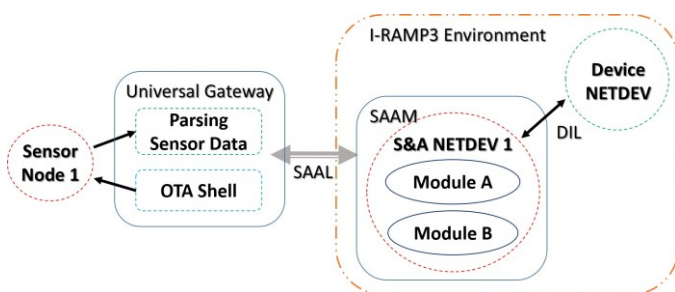 I-RAMP3 Environment
Device
NETDEV
Universal Gateway
Parsing
Sensor Data
Sensor
Node 1
OTA Shell
SAAL
SAAM
S&A NETDEV 1
DIL
Module A
Module B